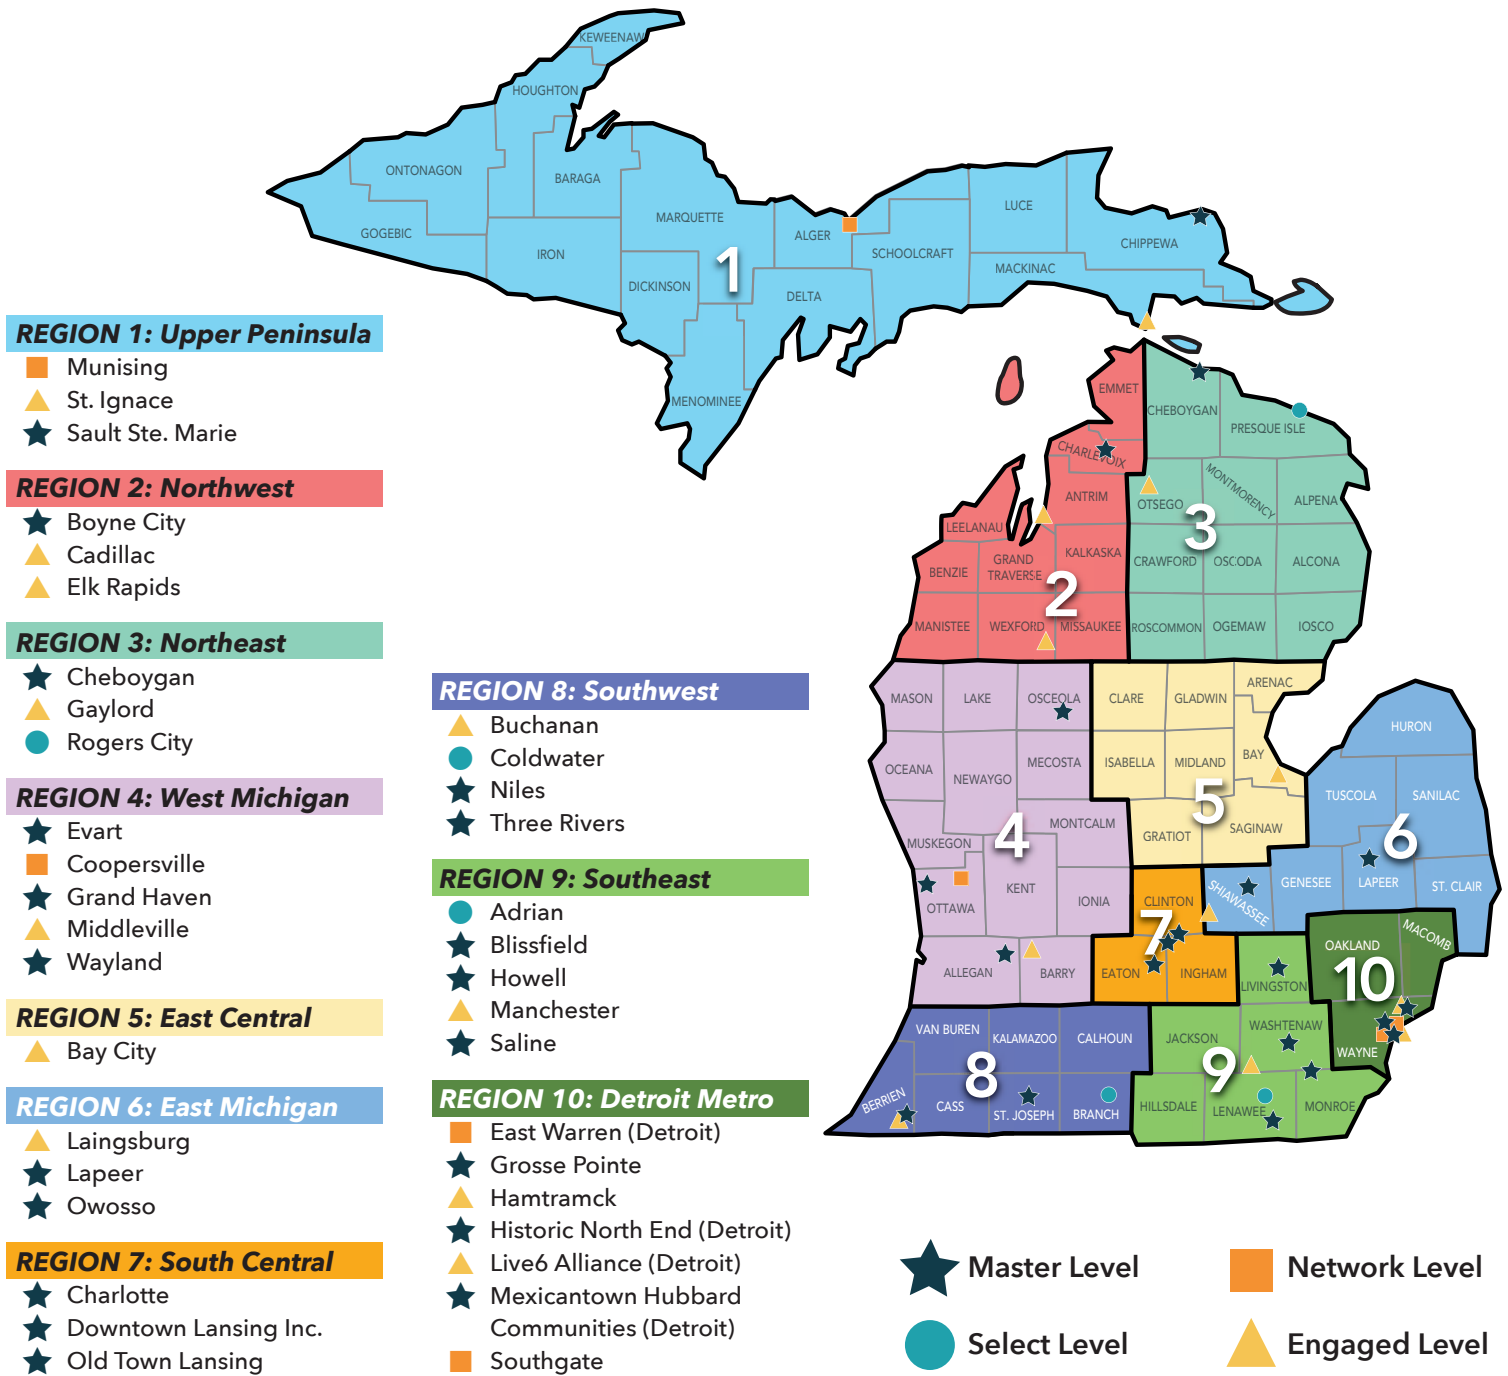 KEWEENAW
HOUGHTON
ONTONAGON
BARAGA
GOGEBIC
IRON
MARQUETTE
DICKINSON
1
ALGER
DELTA
MENOMINEE
SCHOOLCRAFT
LUCE
MACKINAC
CHIPPEWA
EMMET
CHARLEVOIX
ANTRIM
LEELANAU
BENZIE
GRAND
TRAVERSE
KALKASKA
2
MANISTEE
WEXFORD
MISSAUKEE
CHEBOYGAN
PRESQUE ISLE
OTSEGO
MONTMORENCY
ALPENA
3
CRAWFORD
OSCODA
ALCONA
ROSCOMMON
OGEMAW
IOSCO
MASON
LAKE
OSCEOLA
OCEANA
NEWAYGO
MECOSTA
MUSKEGON
4
MONTCALM
OTTAWA
KENT
IONIA
ALLEGAN
BARRY
CLARE
GLADWIN
ARENAC
ISABELLA
MIDLAND
BAY
5
GRATIOT
SAGINAW
HURON
TUSCOLA
SANILAC
6
SHIAWASSEE
GENESEE
LAPEER
ST. CLAIR
CLINTON
7
EATON
INGHAM
VAN BUREN
KALAMAZOO
CALHOUN
8
BERRIEN
CASS
ST. JOSEPH
BRANCH
LIVINGSTON
JACKSON
WASHTENAW
9
HILLSDALE
LENAWEE
MONROE
OAKLAND
MACOMB
10
WAYNE
REGION 1: Upper Peninsula
Munising
St. Ignace
Sault Ste. Marie
REGION 2: Northwest
Boyne City
Cadillac
Elk Rapids
REGION 3: Northeast
Cheboygan
Gaylord
Rogers City
REGION 4: West Michigan
Evart
Coopersville
Grand Haven
Middleville
Wayland
REGION 5: East Central
Bay City
REGION 6: East Michigan
Laingsburg
Lapeer
Owosso
REGION 7: South Central
Charlotte
Downtown Lansing Inc.
Old Town Lansing
REGION 8: Southwest
Buchanan
Coldwater
Niles
Three Rivers
REGION 9: Southeast
Adrian
Blissfield
Howell
Manchester
Saline
REGION 10: Detroit Metro
East Warren (Detroit)
Grosse Pointe
Hamtramck
Historic North End (Detroit)
Live6 Alliance (Detroit)
Mexicantown Hubbard
Communities (Detroit)
Southgate
Master Level
Network Level
Select Level
Engaged Level